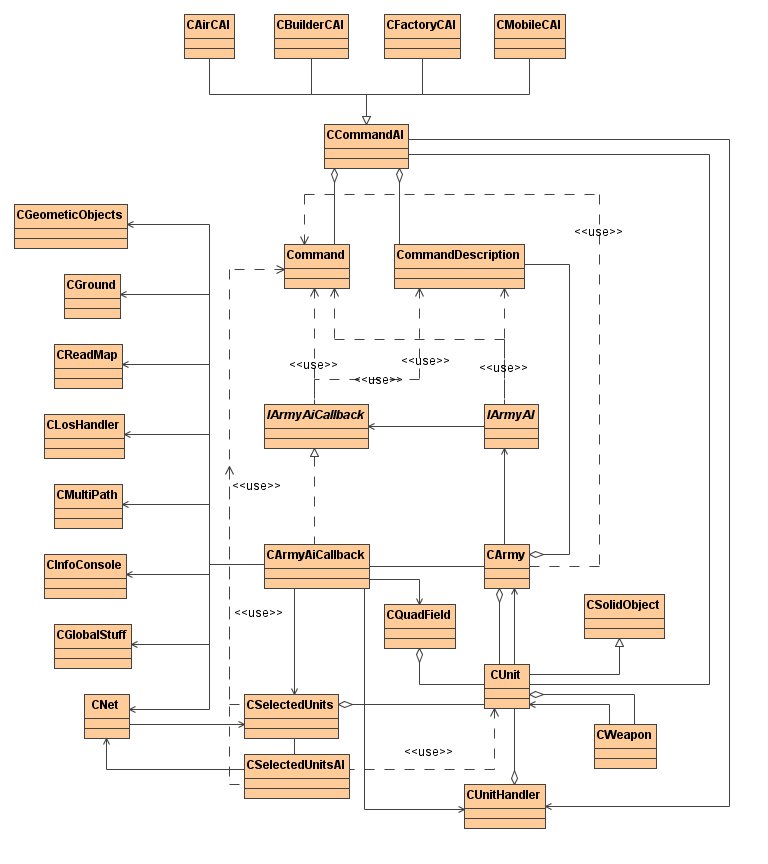 CAirCAI
CBuilderCAI
CFactoryCAI
CMobileCAI
CCommandAI
CGeometicObjects
<<use>>
Command
CommandDescription
CGround
CReadMap
<<use>>
<<use>>
<<use>>
<<use>>
IArmyAiCallback
IArmyAI
CLosHandler
CMultiPath
<<use>>
CArmyAiCallback
CArmy
CInfoConsole
CQuadField
CSolidObject
<<use>>
CGlobalStuff
CUnit
CNet
CSelectedUnits
CWeapon
<<use>>
CSelectedUnitsAI
CUnitHandler